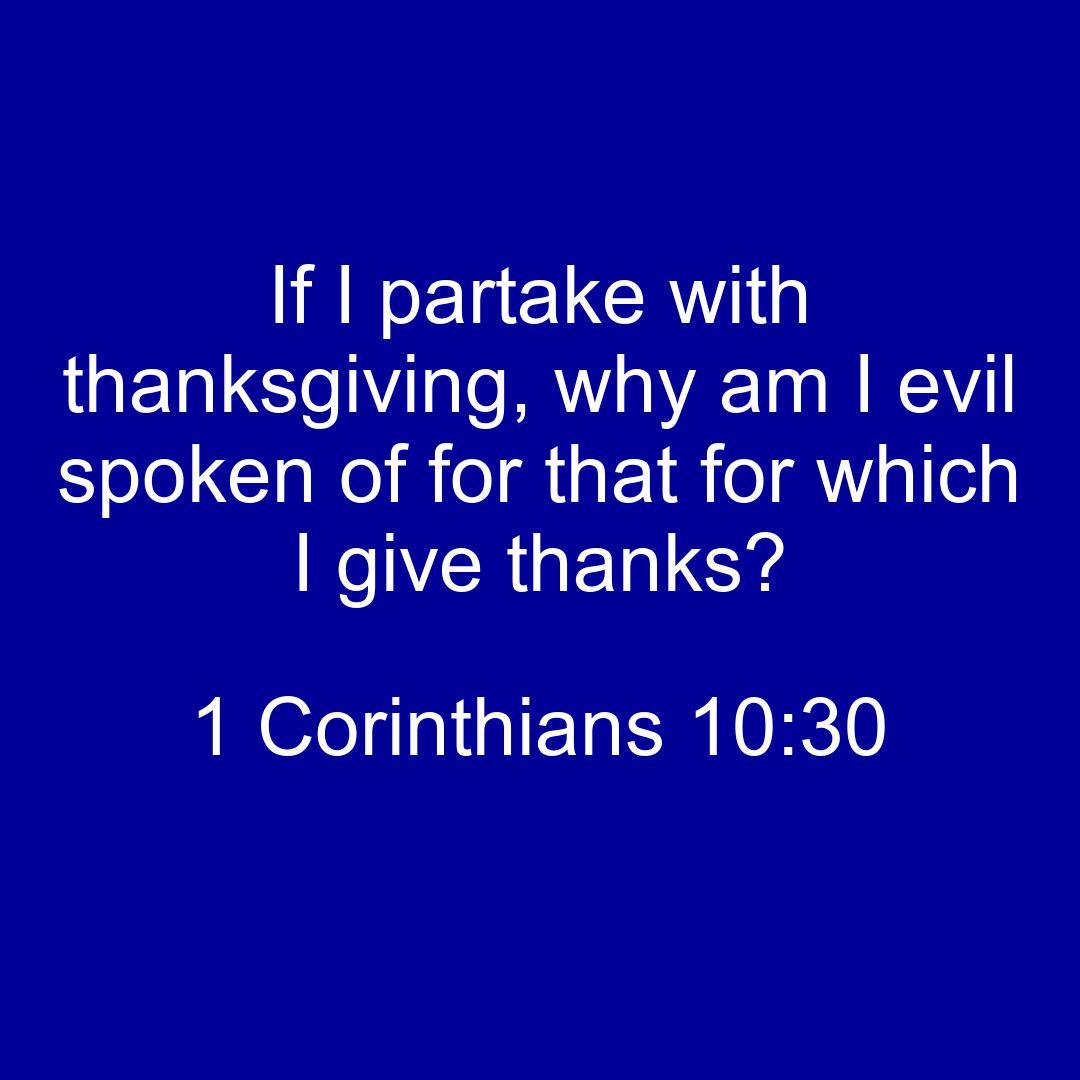 If I partake with
thanksgiving, why am I evil
spoken of for that for which
I give thanks?
1 Corinthians 10:30